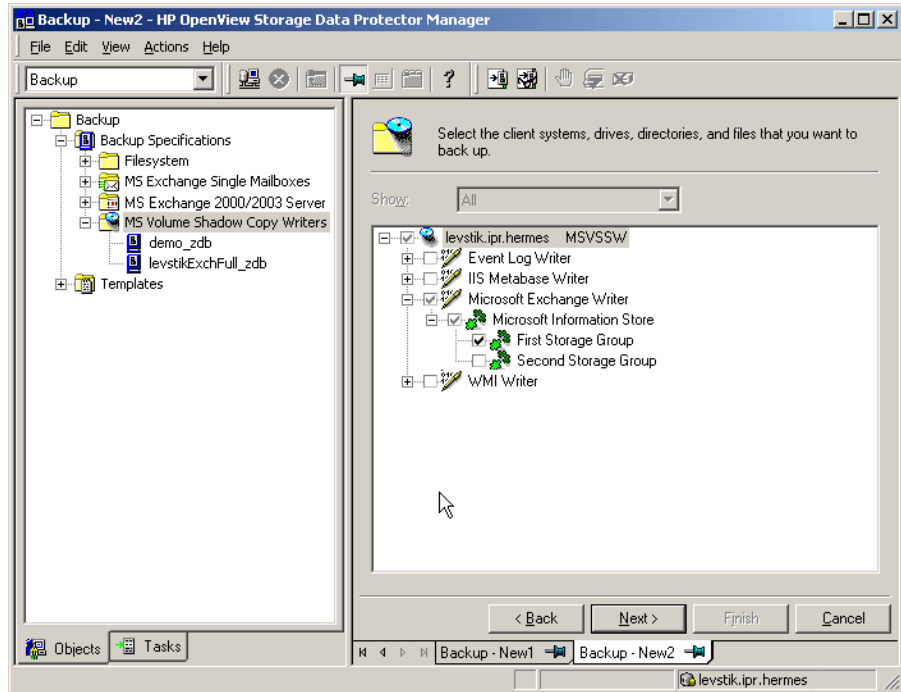 Backup - New2 - HP OpenView Storage Data Protector Manager
File Edit View Actions Help
Backup
Backup
Backup Specifications
Filesystem
MS Exchange Single Mailboxes
MS Exchange 2000/2003 Server
MS Volume Shadow Copy Writers
demo_zdb
levstikExchFull_zdb
Templates
Select the client systems, drives, directories, and files that you want to
back up.
Show: All
levstik.ipr.hermes MSVSSW
Event Log Writer
IIS Metabase Writer
Microsoft Exchange Writer
Microsoft Information Store
First Storage Group
Second Storage Group
WMI Writer
< Back Next > Finish Cancel
Objects Tasks
Backup - New1 Backup - New2
levstik.ipr.hermes